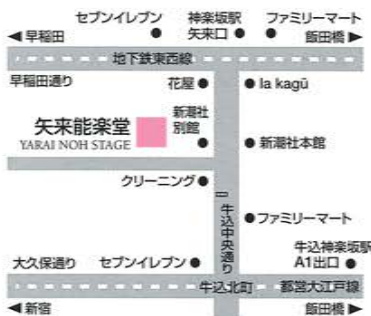 セブンイレブン
神楽坂駅
矢来口
ファミリーマート
早稲田
飯田橋
地下鉄東西線
早稲田通り
花屋
la kagū
新潮社
別館
矢来能楽堂
YARAI NOH STAGE
新潮社本館
クリーニング
牛込中央通り
ファミリーマート
牛込神楽坂駅
A1出口
大久保通り
セブンイレブン
牛込北町
都営大江戸線
新宿
飯田橋